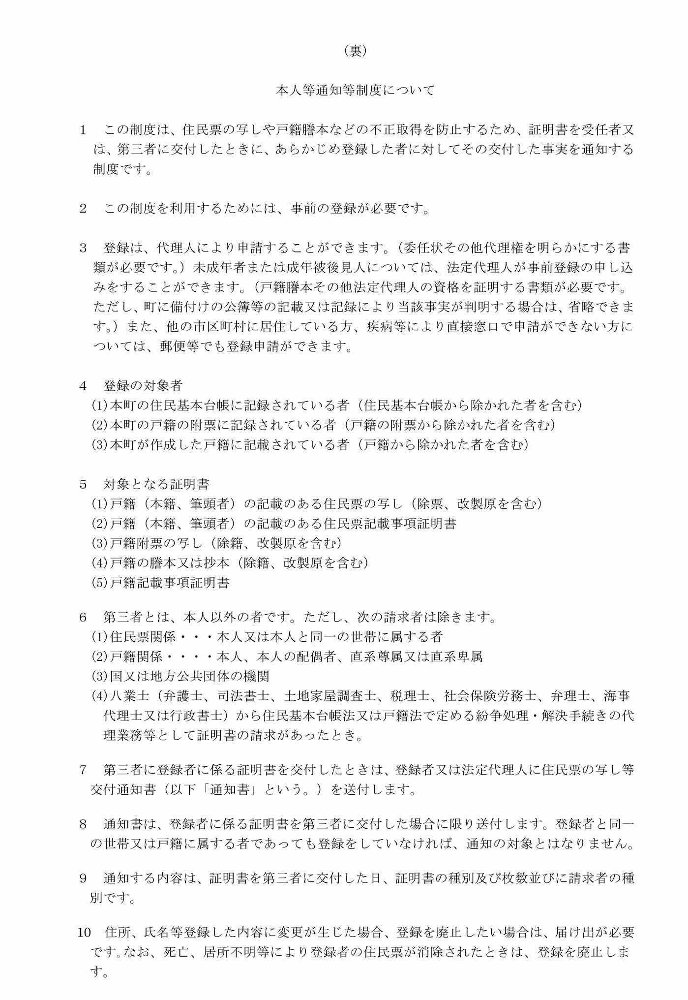 （裏）
本人等通知等制度について
１　この制度は、住民票の写しや戸籍謄本などの不正取得を防止するため、証明書を受任者又
は、第三者に交付したときに、あらかじめ登録した者に対してその交付した事実を通知する
制度です。
２　この制度を利用するためには、事前の登録が必要です。
３　登録は、代理人により申請することができます。（委任状その他代理権を明らかにする書
類が必要です。）未成年者または成年被後見人については、法定代理人が事前登録の申し込
みをすることができます。（戸籍謄本その他法定代理人の資格を証明する書類が必要です。
ただし、町に備付けの公簿等の記載又は記録により当該事実が判明する場合は、省略できま
す。）また、他の市区町村に居住している方、疾病等により直接窓口で申請ができない方に
ついては、郵便等でも登録申請ができます。
４　登録の対象者
(1)本町の住民基本台帳に記録されている者（住民基本台帳から除かれた者を含む）
(2)本町の戸籍の附票に記録されている者（戸籍の附票から除かれた者を含む）
(3)本町が作成した戸籍に記載されている者（戸籍から除かれた者を含む）
５　対象となる証明書
(1)戸籍（本籍、筆頭者）の記載のある住民票の写し（除票、改製原を含む）
(2)戸籍（本籍、筆頭者）の記載のある住民票記載事項証明書
(3)戸籍附票の写し（除籍、改製原を含む）
(4)戸籍の謄本又は抄本（除籍、改製原を含む）
(5)戸籍記載事項証明書
６　第三者とは、本人以外の者です。ただし、次の請求者は除きます。
(1)住民票関係・・・本人又は本人と同一の世帯に属する者
(2)戸籍関係・・・・本人、本人の配偶者、直系尊属又は直系卑属
(3)国又は地方公共団体の機関
(4)八業士（弁護士、司法書士、土地家屋調査士、税理士、社会保険労務士、弁理士、海事
代理士又は行政書士）から住民基本台帳法又は戸籍法で定める紛争処理・解決手続きの代
理業務等として証明書の請求があったとき。
７　第三者に登録者に係る証明書を交付したときは、登録者又は法定代理人に住民票の写し等
交付通知書（以下「通知書」という。）を送付します。
８　通知書は、登録者に係る証明書を第三者に交付した場合に限り送付します。登録者と同一
の世帯又は戸籍に属する者であっても登録をしていなければ、通知の対象とはなりません。
９　通知する内容は、証明書を第三者に交付した日、証明書の種別及び枚数並びに請求者の種
別です。
10　住所、氏名等登録した内容に変更が生じた場合、登録を廃止したい場合は、届け出が必要
です。なお、死亡、居所不明等により登録者の住民票が消除されたときは、登録を廃止しま
す。